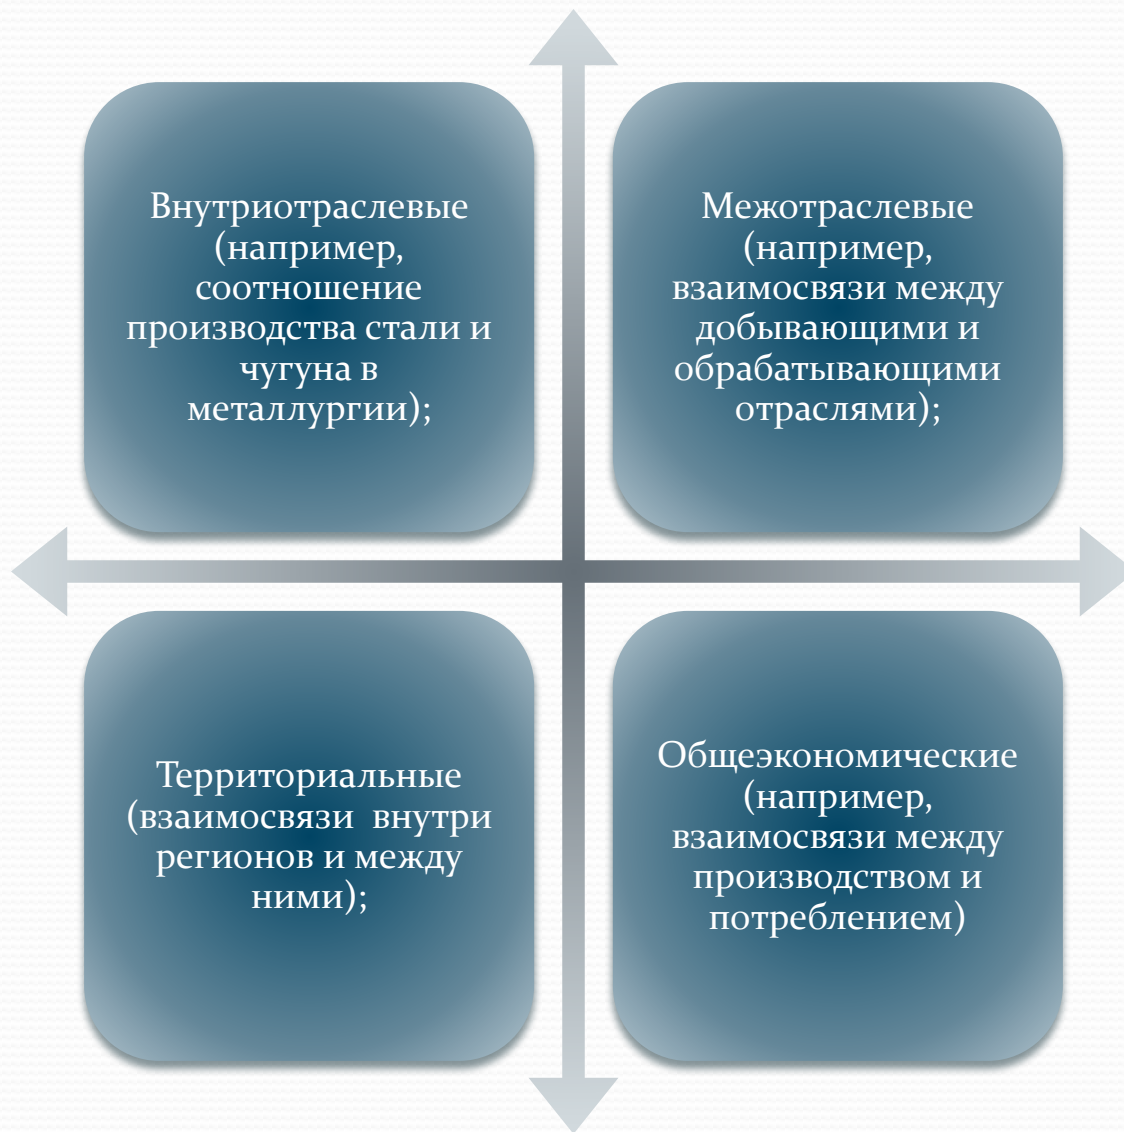 Внутриотраслевые
(например,
соотношение
производства стали и
чугуна в
металлургии);
Межотраслевые
(например,
взаимосвязи между
добывающими и
обрабатывающими
отраслями);
Территориальные
(взаимосвязи  внутри
регионов и между
ними);
Общеэкономические
(например,
взаимосвязи между
производством и
потреблением)